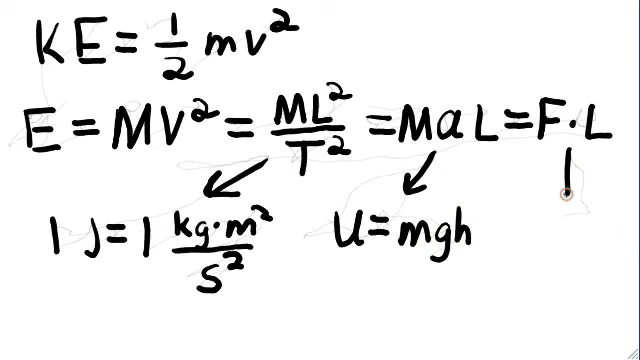 KE = 1/2 mv²
E = MV² = ML²/T² = MaL = F·L
1 J = 1 kg·m²/s²
U = mgh